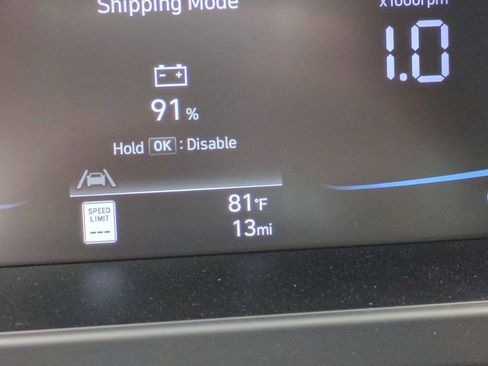 Shipping Mode
x1000rpm
1.0
91 %
Hold OK : Disable
SPEED
LIMIT
---
81°F
13mi